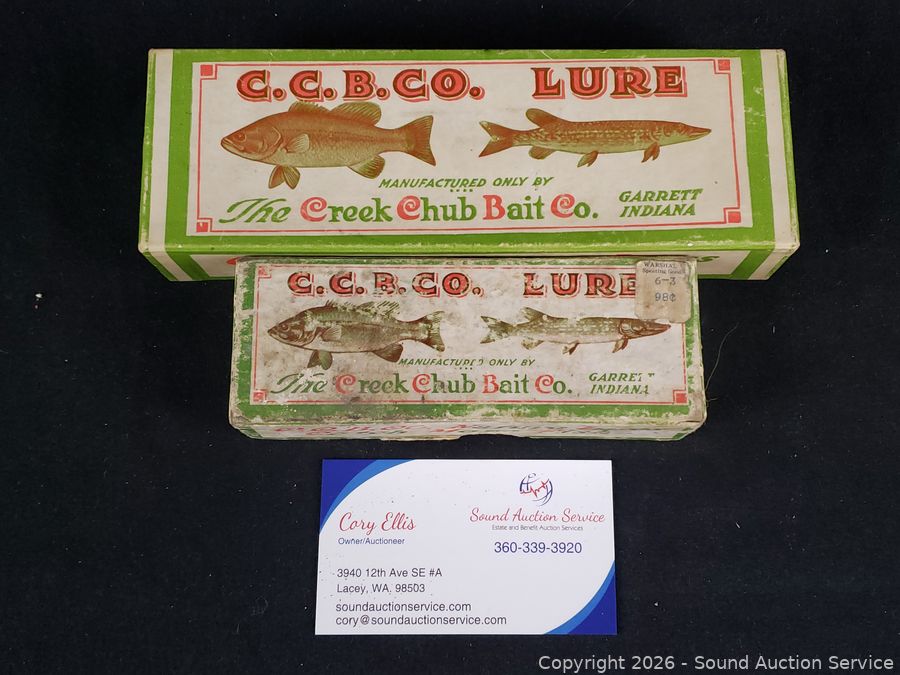 C.C.B.CO. LURE
MANUFACTURED ONLY BY
The Creek Chub Bait Co.
GARRETT
INDIANA
C.C.B.CO. LURE
6-3
98¢
MANUFACTURED ONLY BY
The Creek Chub Bait Co.
GARRETT
INDIANA
Cory Ellis
Owner/Auctioneer
Sound Auction Service
Estate and Benefit Auction Services
360-339-3920
3940 12th Ave SE #A
Lacey, WA. 98503
soundauctionservice.com
cory@soundauctionservice.com
Copyright 2026 - Sound Auction Service